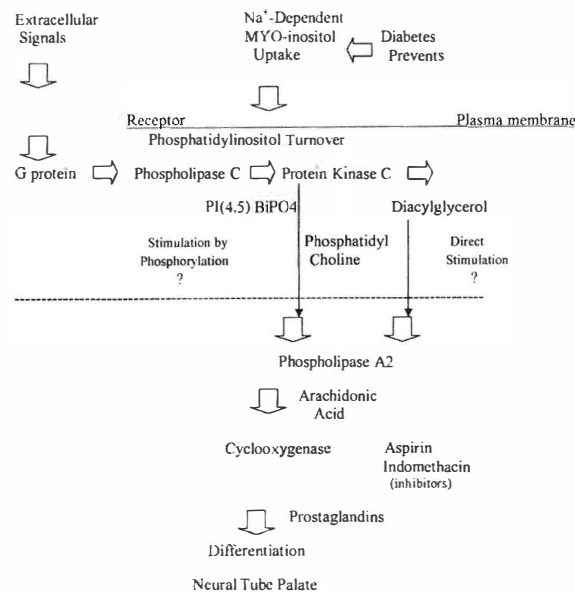 Extracellular Signals
Na+-Dependent
MYO-inositol
Uptake
Diabetes
Prevents
Receptor
Plasma membrane
Phosphatidylinositol Turnover
G protein
Phospholipase C
Protein Kinase C
PI(4.5) BiPO4
Diacylglycerol
Stimulation by
Phosphorylation
?
Phosphatidyl
Choline
Direct
Stimulation
?
Phospholipase A2
Arachidonic
Acid
Cyclooxygenase
Aspirin
Indomethacin
(inhibitors)
Prostaglandins
Differentiation
Neural Tube Palate